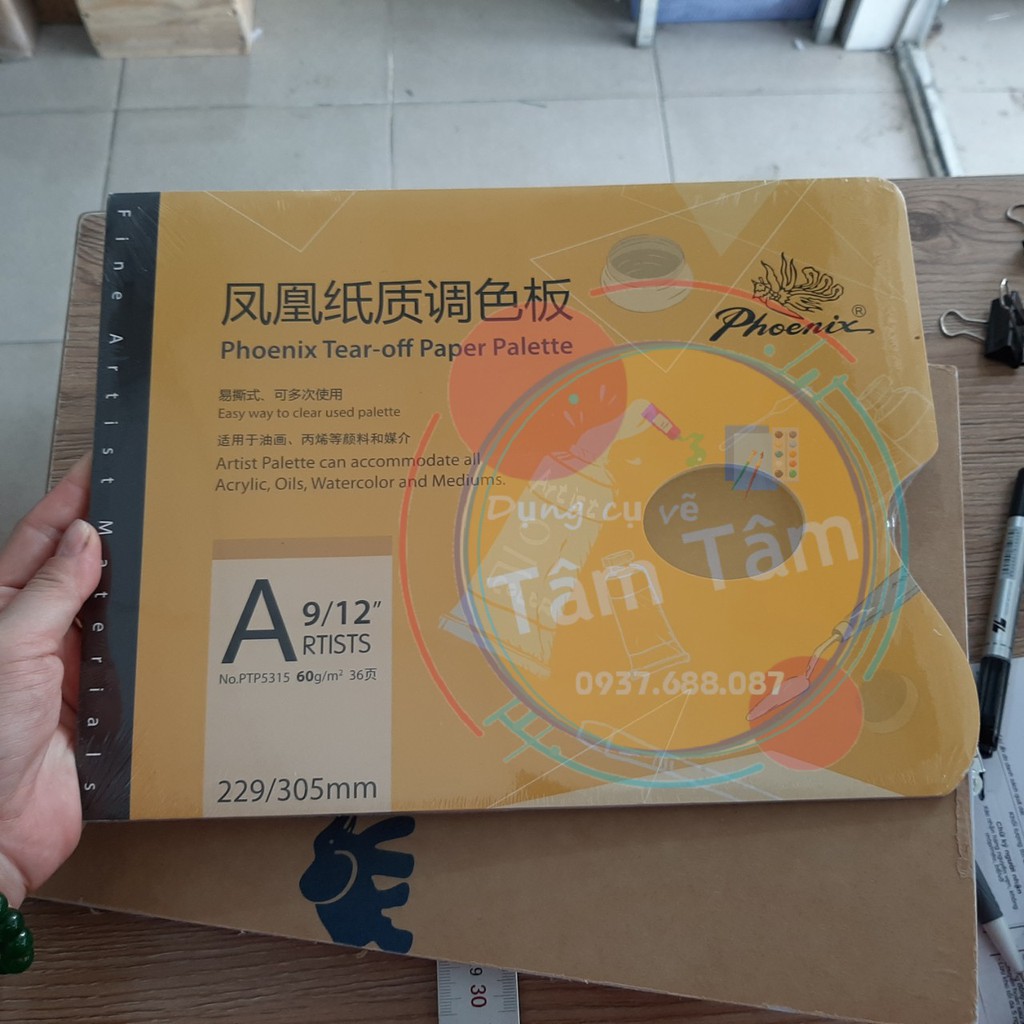 Fine Artist Materials
凤凰纸质调色板
Phoenix Tear-off Paper Palette
Phoenix®
易撕式、可多次使用
Easy way to clear used palette
适用于油画、丙烯等颜料和媒介
Artist Palette can accommodate all
Acrylic, Oils, Watercolor and Mediums.
Dụng cụ vẽ
Tâm Tâm
0937.688.087
A 9/12"
ARTISTS
No.PTP5315 60g/m² 36页
229/305mm
30